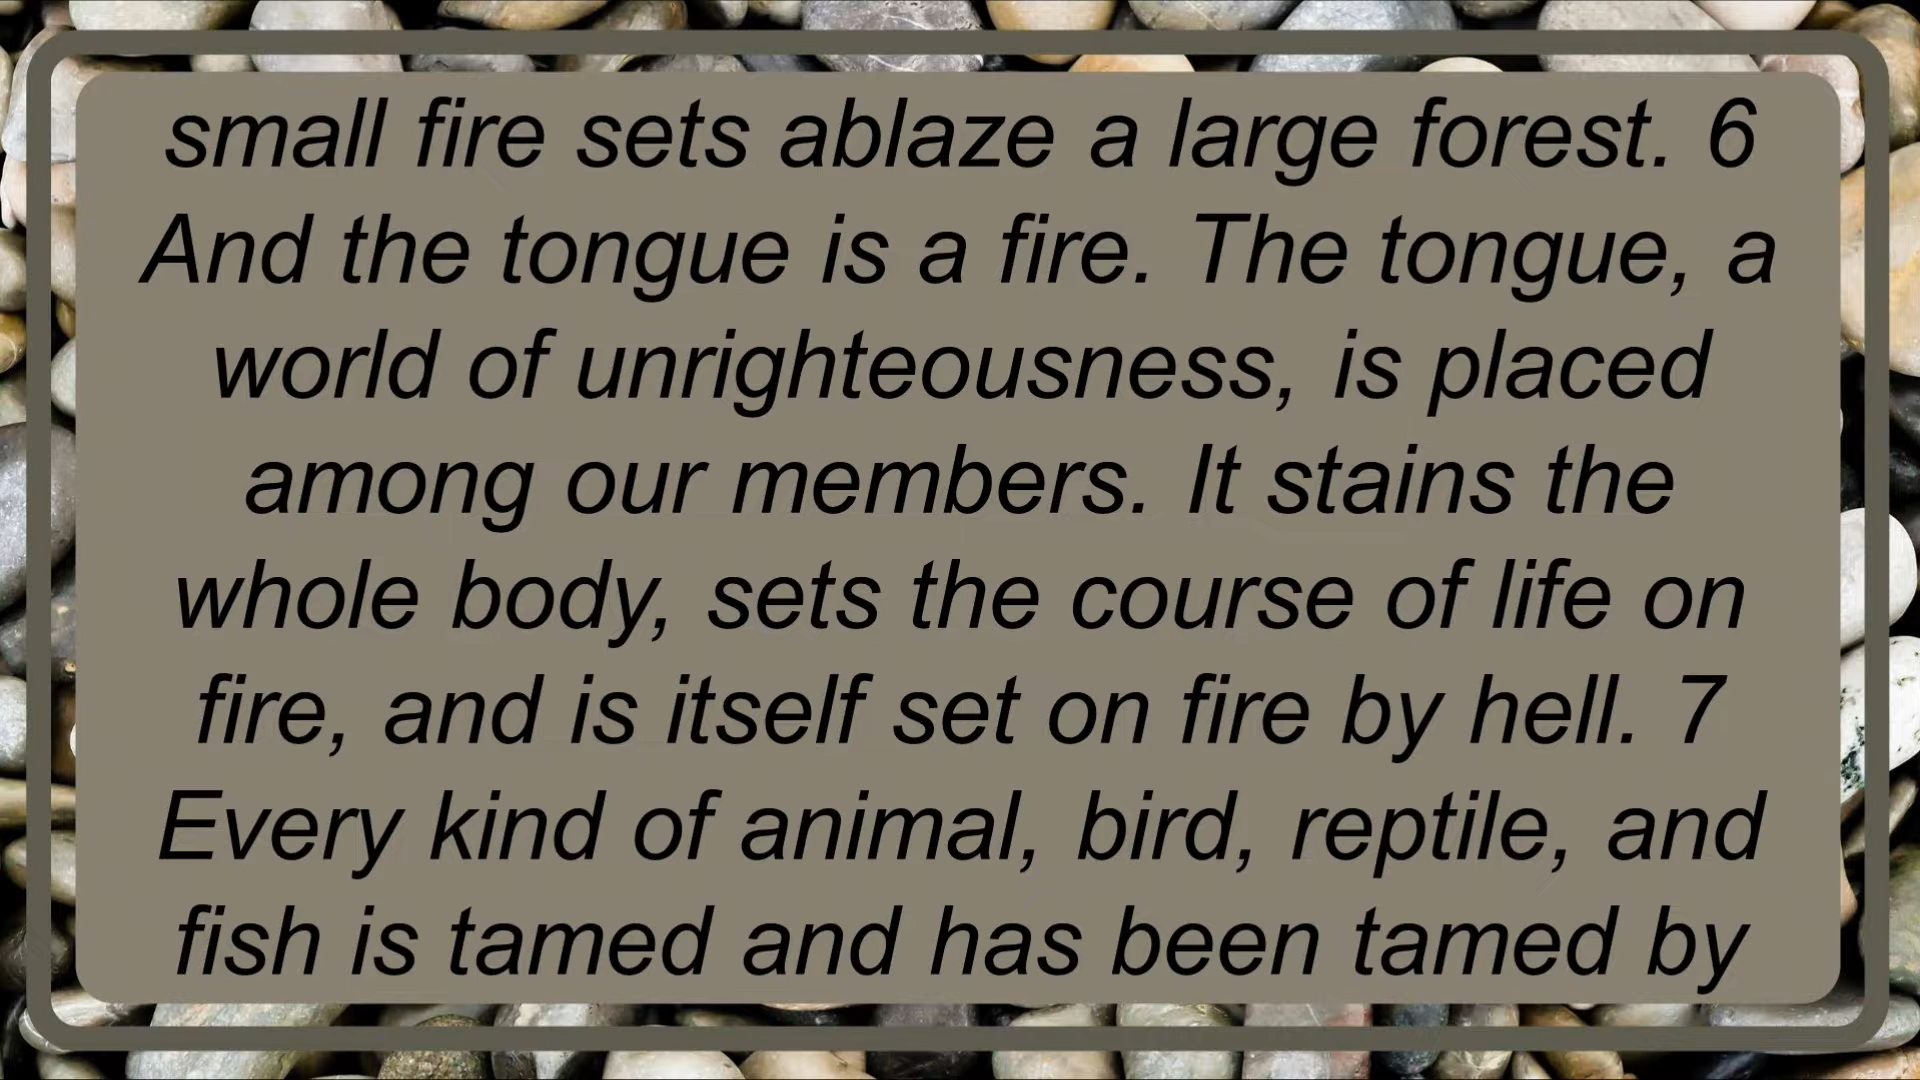 small fire sets ablaze a large forest. 6
And the tongue is a fire. The tongue, a
world of unrighteousness, is placed
among our members. It stains the
whole body, sets the course of life on
fire, and is itself set on fire by hell. 7
Every kind of animal, bird, reptile, and
fish is tamed and has been tamed by